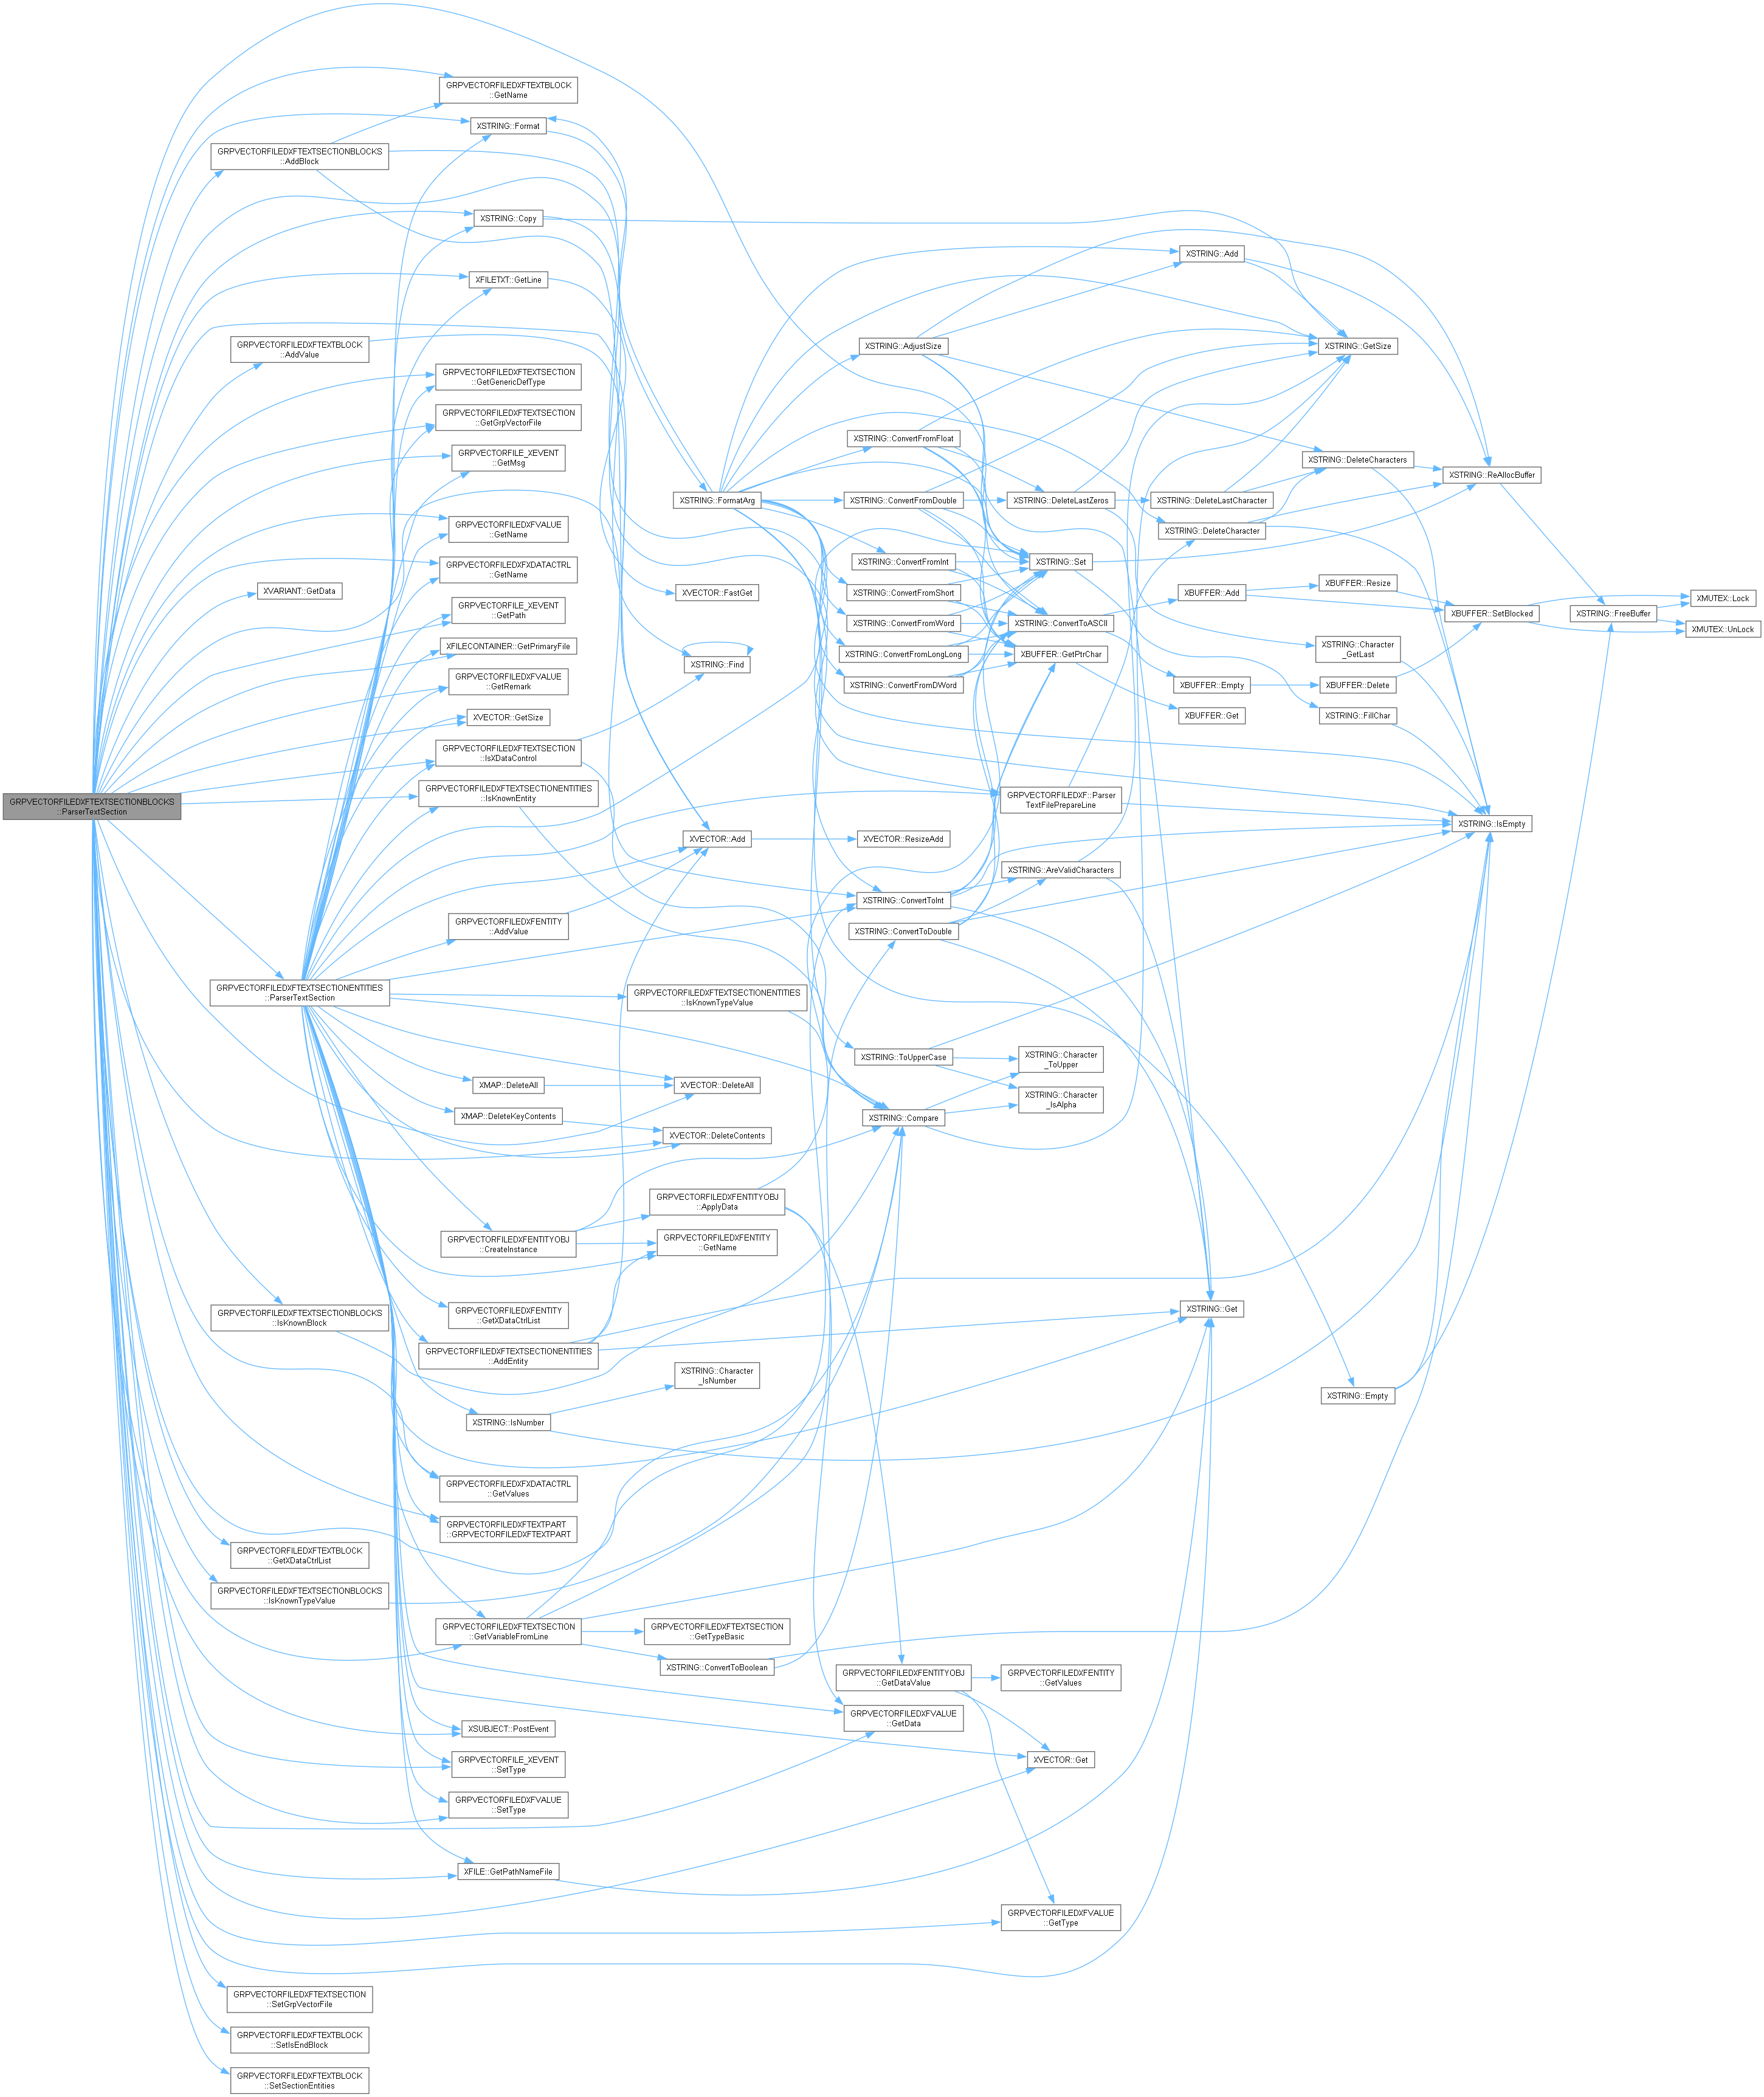 GRPVECTORFILEDXFTEXTSECTIONBLOCKS
::ParserTextSection
GRPVECTORFILEDXFTEXTSECTIONBLOCKS
::AddBlock
GRPVECTORFILEDXFTEXTBLOCK
::AddValue
XVARIANT::GetData
GRPVECTORFILEDXFTEXTSECTIONENTITIES
::ParserTextSection
GRPVECTORFILEDXFTEXTSECTIONBLOCKS
::IsKnownBlock
GRPVECTORFILEDXFTEXTBLOCK
::GetXDataCtrlList
GRPVECTORFILEDXFTEXTSECTIONBLOCKS
::IsKnownTypeValue
GRPVECTORFILEDXFTEXTSECTION
::SetGrpVectorFile
GRPVECTORFILEDXFTEXTBLOCK
::SetIsEndBlock
GRPVECTORFILEDXFTEXTBLOCK
::SetSectionEntities
GRPVECTORFILEDXFTEXTBLOCK
::GetName
XSTRING::Format
XSTRING::Copy
XFILETXT::GetLine
GRPVECTORFILEDXFTEXTSECTION
::GetGenericDefType
GRPVECTORFILEDXFTEXTSECTION
::GetGrpVectorFile
GRPVECTORFILE_XEVENT
::GetMsg
GRPVECTORFILEDXFVALUE
::GetName
GRPVECTORFILEDXFXDATACTRL
::GetName
GRPVECTORFILE_XEVENT
::GetPath
XFILECONTAINER::GetPrimaryFile
GRPVECTORFILEDXFVALUE
::GetRemark
XVECTOR::GetSize
GRPVECTORFILEDXFTEXTSECTION
::IsXDataControl
GRPVECTORFILEDXFTEXTSECTIONENTITIES
::IsKnownEntity
GRPVECTORFILEDXFENTITY
::AddValue
XMAP::DeleteAll
XMAP::DeleteKeyContents
GRPVECTORFILEDXFENTITYOBJ
::CreateInstance
GRPVECTORFILEDXFENTITY
::GetXDataCtrlList
GRPVECTORFILEDXFTEXTSECTIONENTITIES
::AddEntity
XSTRING::IsNumber
GRPVECTORFILEDXFXDATACTRL
::GetValues
GRPVECTORFILEDXFTEXTPART
::GRPVECTORFILEDXFTEXTPART
GRPVECTORFILEDXFTEXTSECTION
::GetVariableFromLine
XSUBJECT::PostEvent
GRPVECTORFILE_XEVENT
::SetType
GRPVECTORFILEDXFVALUE
::SetType
XFILE::GetPathNameFile
XSTRING::FormatArg
XVECTOR::FastGet
XSTRING::Find
XVECTOR::Add
GRPVECTORFILEDXFTEXTSECTIONENTITIES
::IsKnownTypeValue
XVECTOR::DeleteAll
XVECTOR::DeleteContents
GRPVECTORFILEDXFENTITYOBJ
::ApplyData
GRPVECTORFILEDXFENTITY
::GetName
XSTRING::Character
_IsNumber
GRPVECTORFILEDXFTEXTSECTION
::GetTypeBasic
XSTRING::ConvertToBoolean
XSTRING::AdjustSize
XSTRING::ConvertFromFloat
XSTRING::ConvertFromDouble
XSTRING::ConvertFromInt
XSTRING::ConvertFromShort
XSTRING::ConvertFromWord
XSTRING::ConvertFromLongLong
XSTRING::ConvertFromDWord
XVECTOR::ResizeAdd
XSTRING::ConvertToInt
XSTRING::ConvertToDouble
XSTRING::ToUpperCase
XSTRING::Compare
GRPVECTORFILEDXFENTITYOBJ
::GetDataValue
GRPVECTORFILEDXFVALUE
::GetData
XSTRING::DeleteLastZeros
XSTRING::Set
XSTRING::ConvertToASCII
XBUFFER::GetPtrChar
GRPVECTORFILEDXF::Parser
TextFilePrepareLine
XSTRING::AreValidCharacters
XSTRING::Character
_ToUpper
XSTRING::Character
_IsAlpha
GRPVECTORFILEDXFENTITY
::GetValues
XVECTOR::Get
GRPVECTORFILEDXFVALUE
::GetType
XSTRING::Add
XSTRING::DeleteLastCharacter
XSTRING::DeleteCharacter
XBUFFER::Add
XBUFFER::Empty
XBUFFER::Get
XSTRING::Get
XSTRING::GetSize
XSTRING::DeleteCharacters
XBUFFER::Resize
XSTRING::Character
_GetLast
XBUFFER::Delete
XSTRING::FillChar
XSTRING::Empty
XSTRING::ReAllocBuffer
XBUFFER::SetBlocked
XSTRING::IsEmpty
XSTRING::FreeBuffer
XMUTEX::Lock
XMUTEX::UnLock